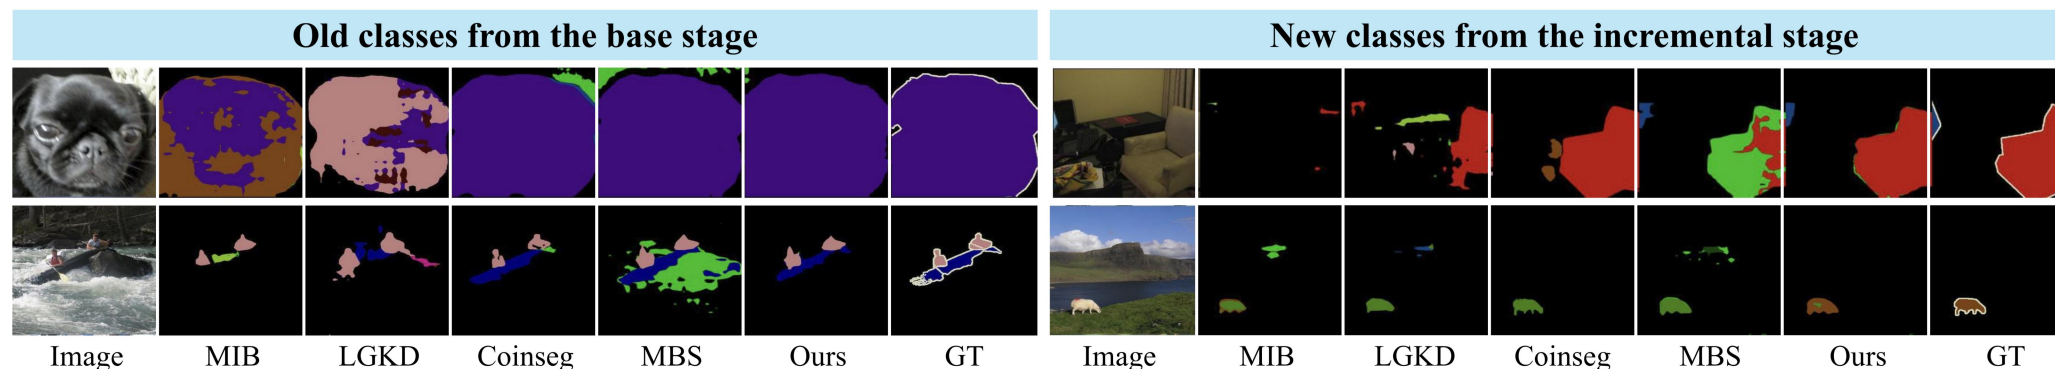 Old classes from the base stage
New classes from the incremental stage
Image MIB LGKD Coinseg MBS Ours GT
Image MIB LGKD Coinseg MBS Ours GT